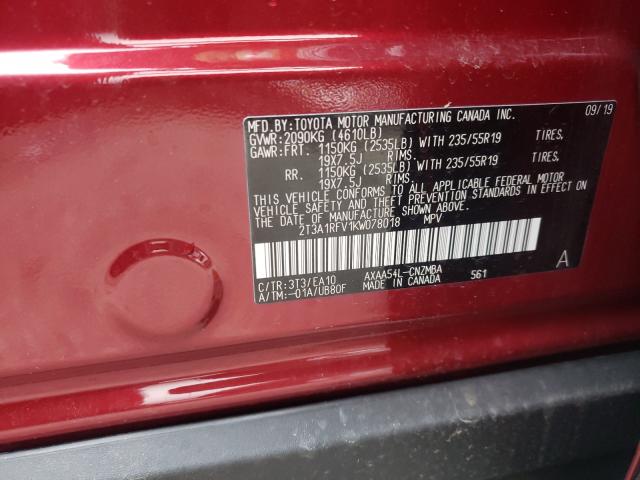 MFD.BY:TOYOTA MOTOR MANUFACTURING CANADA INC. 09/19
GVWR:2090KG (4610LB)
GAWR:FRT. 1150KG (2535LB) WITH 235/55R19 TIRES,
19X7.5J RIMS.
RR. 1150KG (2535LB) WITH 235/55R19 TIRES,
19X7.5J RIMS.
THIS VEHICLE CONFORMS TO ALL APPLICABLE FEDERAL MOTOR
VEHICLE SAFETY AND THEFT PREVENTION STANDARDS IN EFFECT ON
THE DATE OF MANUFACTURE SHOWN ABOVE.
2T3A1RFV1KW078018 MPV
A
C/TR:3T3/EA10 AXAA54L-CNZMBA 561
A/TM:-01A/UB80F MADE IN CANADA